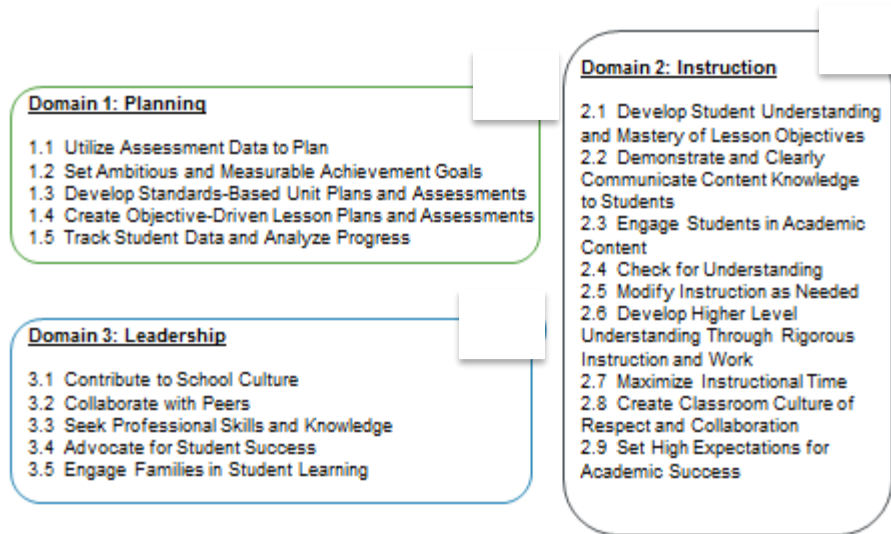 Domain 1: Planning
1.1 Utilize Assessment Data to Plan
1.2 Set Ambitious and Measurable Achievement Goals
1.3 Develop Standards-Based Unit Plans and Assessments
1.4 Create Objective-Driven Lesson Plans and Assessments
1.5 Track Student Data and Analyze Progress
Domain 2: Instruction
2.1 Develop Student Understanding
and Mastery of Lesson Objectives
2.2 Demonstrate and Clearly
Communicate Content Knowledge
to Students
2.3 Engage Students in Academic
Content
2.4 Check for Understanding
2.5 Modify Instruction as Needed
2.6 Develop Higher Level
Understanding Through Rigorous
Instruction and Work
2.7 Maximize Instructional Time
2.8 Create Classroom Culture of
Respect and Collaboration
2.9 Set High Expectations for
Academic Success
Domain 3: Leadership
3.1 Contribute to School Culture
3.2 Collaborate with Peers
3.3 Seek Professional Skills and Knowledge
3.4 Advocate for Student Success
3.5 Engage Families in Student Learning